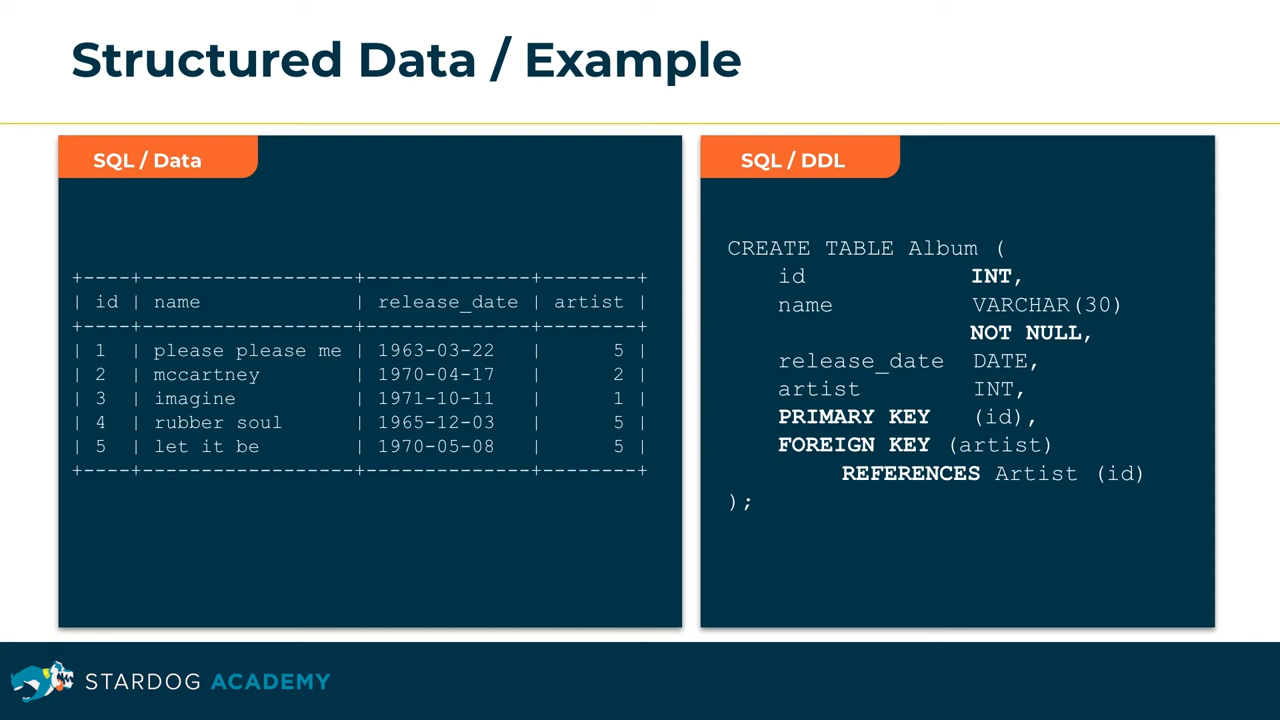 Structured Data / Example
SQL / Data
+----+------------------+--------------+--------+
| id | name             | release_date | artist |
+----+------------------+--------------+--------+
| 1  | please please me | 1963-03-22   |      5 |
| 2  | mccartney        | 1970-04-17   |      2 |
| 3  | imagine          | 1971-10-11   |      1 |
| 4  | rubber soul      | 1965-12-03   |      5 |
| 5  | let it be        | 1970-05-08   |      5 |
+----+------------------+--------------+--------+
SQL / DDL
CREATE TABLE Album (
id INT,
name VARCHAR(30)
NOT NULL,
release_date DATE,
artist INT,
PRIMARY KEY (id),
FOREIGN KEY (artist)
REFERENCES Artist (id)
);
STARDOG ACADEMY